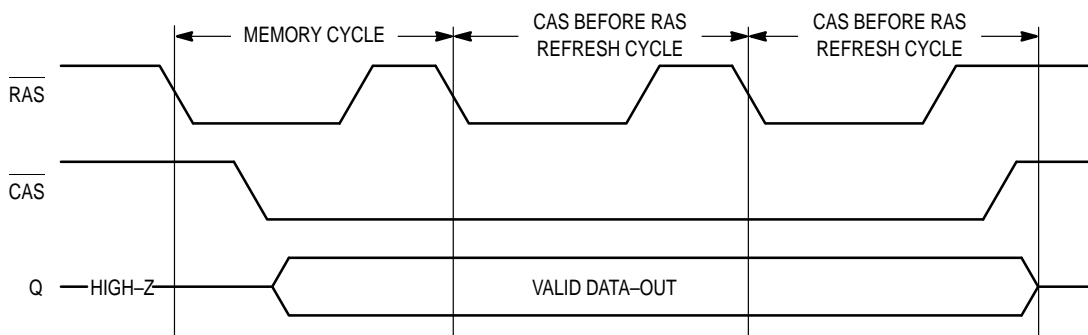 MEMORY CYCLE
CAS BEFORE RAS
REFRESH CYCLE
CAS BEFORE RAS
REFRESH CYCLE
RAS
CAS
Q
HIGH–Z
VALID DATA–OUT